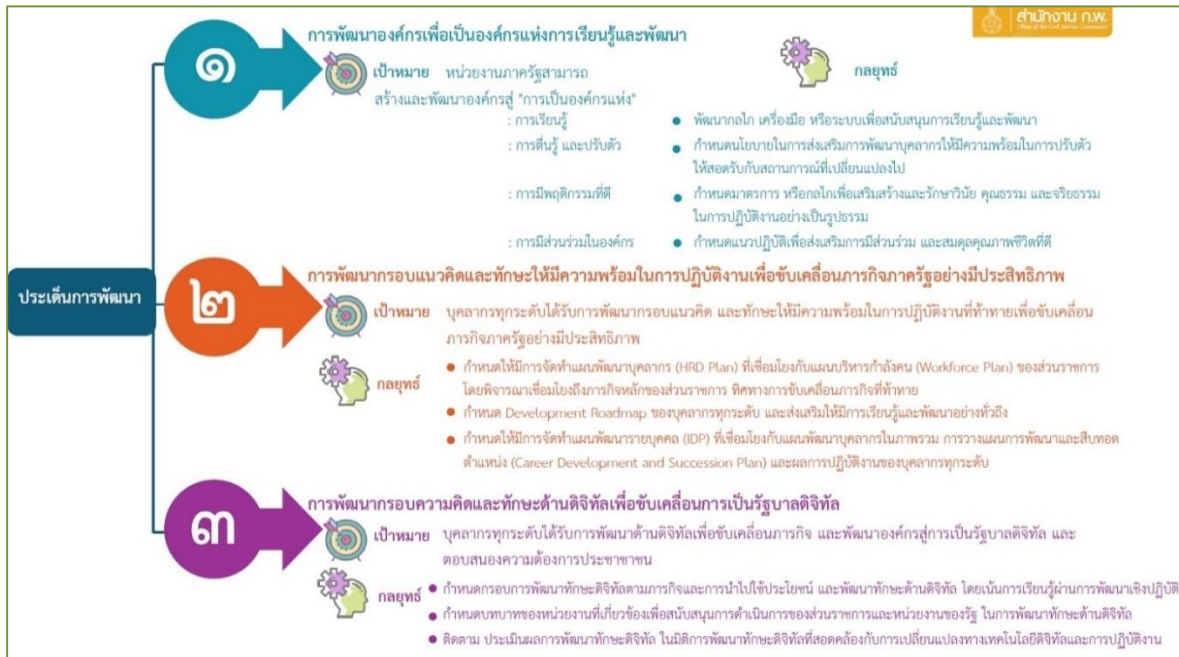 สำนักงาน ก.พ.
Office of the Civil Service Commission
ประเด็นการพัฒนา
๑
การพัฒนาองค์กรเพื่อเป็นองค์กรแห่งการเรียนรู้และพัฒนา
เป้าหมาย หน่วยงานภาครัฐสามารถ
สร้างและพัฒนาองค์กรสู่ "การเป็นองค์กรแห่ง"
กลยุทธ์
: การเรียนรู้
● พัฒนากลไก เครื่องมือ หรือระบบเพื่อสนับสนุนการเรียนรู้และพัฒนา
: การตื่นรู้ และปรับตัว
● กำหนดนโยบายในการส่งเสริมการพัฒนาบุคลากรให้มีความพร้อมในการปรับตัว
ให้สอดรับกับสถานการณ์ที่เปลี่ยนแปลงไป
: การมีพฤติกรรมที่ดี
● กำหนดมาตรการ หรือกลไกเพื่อเสริมสร้างและรักษาวินัย คุณธรรม และจริยธรรม
ในการปฏิบัติงานอย่างเป็นรูปธรรม
: การมีส่วนร่วมในองค์กร
● กำหนดแนวปฏิบัติเพื่อส่งเสริมการมีส่วนร่วม และสมดุลคุณภาพชีวิตที่ดี
๒
การพัฒนากรอบแนวคิดและทักษะให้มีความพร้อมในการปฏิบัติงานเพื่อขับเคลื่อนภารกิจภาครัฐอย่างมีประสิทธิภาพ
เป้าหมาย บุคลากรทุกระดับได้รับการพัฒนากรอบแนวคิด และทักษะให้มีความพร้อมในการปฏิบัติงานที่ท้าทายเพื่อขับเคลื่อน
ภารกิจภาครัฐอย่างมีประสิทธิภาพ
กลยุทธ์
● กำหนดให้มีการจัดทำแผนพัฒนาบุคลากร (HRD Plan) ที่เชื่อมโยงกับแผนบริหารกำลังคน (Workforce Plan) ของส่วนราชการ
โดยพิจารณาเชื่อมโยงถึงภารกิจหลักของส่วนราชการ ทิศทางการขับเคลื่อนภารกิจที่ท้าทาย
● กำหนด Development Roadmap ของบุคลากรทุกระดับ และส่งเสริมให้มีการเรียนรู้และพัฒนาอย่างทั่วถึง
● กำหนดให้มีการจัดทำแผนพัฒนารายบุคคล (IDP) ที่เชื่อมโยงกับแผนพัฒนาบุคลากรในภาพรวม การวางแผนการพัฒนาและสืบทอด
ตำแหน่ง (Career Development and Succession Plan) และผลการปฏิบัติงานของบุคลากรทุกระดับ
๓
การพัฒนากรอบความคิดและทักษะด้านดิจิทัลเพื่อขับเคลื่อนการเป็นรัฐบาลดิจิทัล
เป้าหมาย บุคลากรทุกระดับได้รับการพัฒนาด้านดิจิทัลเพื่อขับเคลื่อนภารกิจ และพัฒนาองค์กรสู่การเป็นรัฐบาลดิจิทัล และ
ตอบสนองความต้องการประชาชน
กลยุทธ์
● กำหนดกรอบการพัฒนาทักษะดิจิทัลตามภารกิจและการนำไปใช้ประโยชน์ และพัฒนาทักษะด้านดิจิทัล โดยเน้นการเรียนรู้ผ่านการพัฒนาเชิงปฏิบัติ
● กำหนดบทบาทของหน่วยงานที่เกี่ยวข้องเพื่อสนับสนุนการดำเนินการของส่วนราชการและหน่วยงานของรัฐ ในการพัฒนาทักษะด้านดิจิทัล
● ติดตาม ประเมินผลการพัฒนาทักษะดิจิทัล ในมิติการพัฒนาทักษะดิจิทัลที่สอดคล้องกับการเปลี่ยนแปลงทางเทคโนโลยีดิจิทัลและการปฏิบัติงาน